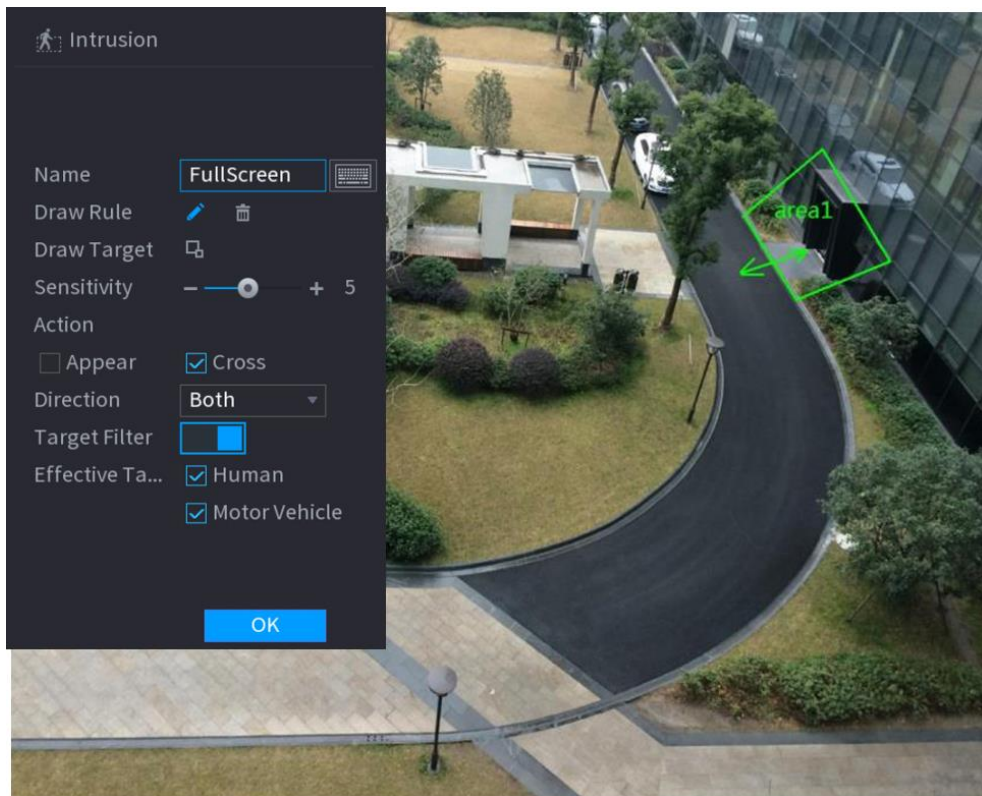 Intrusion
Name FullScreen
Draw Rule
Draw Target
Sensitivity - + 5
Action
Appear Cross
Direction Both
Target Filter
Effective Ta... Human
Motor Vehicle
OK
area1